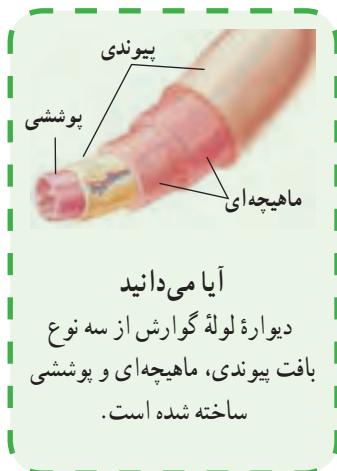 پیوندی
پوششی
ماهیچه‌ای
آیا می‌دانید
دیوارهٔ لولهٔ گوارش از سه نوع
بافت پیوندی، ماهیچه‌ای و پوششی
ساخته شده است.